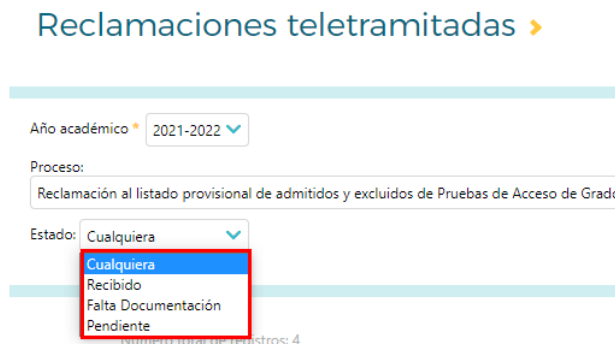 Reclamaciones teletramitadas >
Año académico * 2021-2022
Proceso:
Reclamación al listado provisional de admitidos y excluidos de Pruebas de Acceso de Grado
Estado: Cualquiera
Cualquiera
Recibido
Falta Documentación
Pendiente
Número total de registros: 4